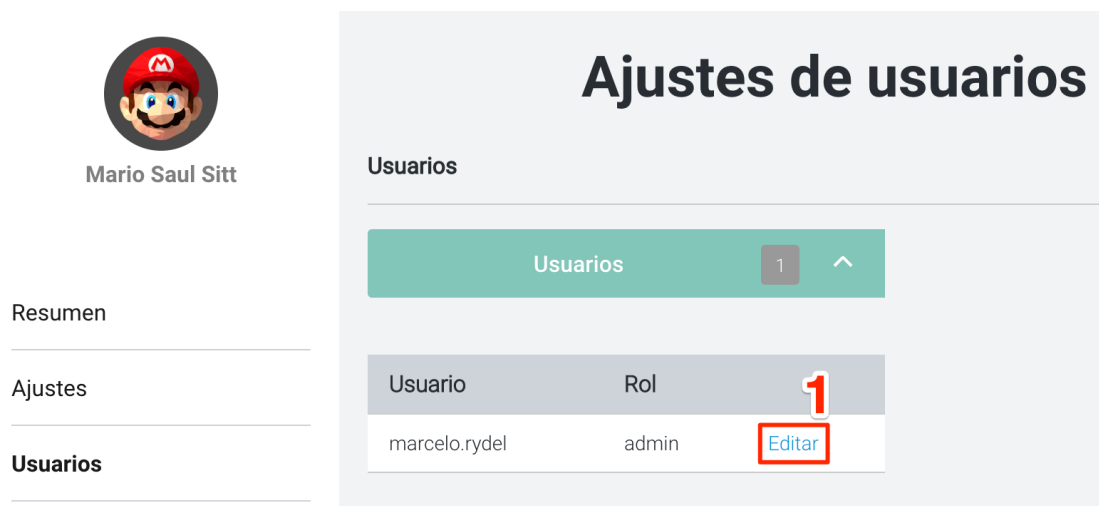 Mario Saul Sitt
Resumen
Ajustes
Usuarios
Ajustes de usuarios
Usuarios
Usuarios 1
Usuario Rol
1
marcelo.rydel admin Editar